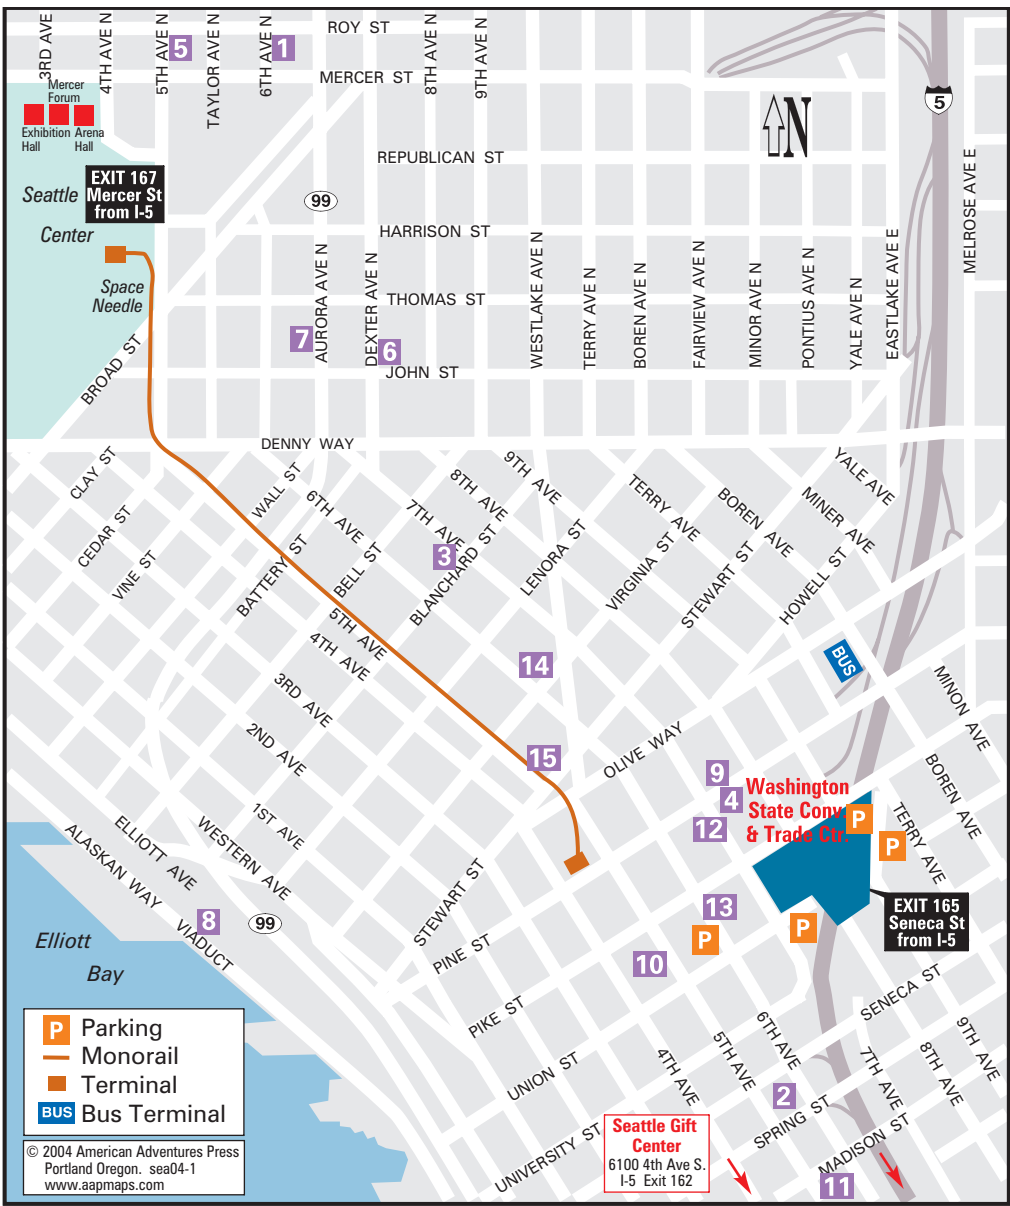 3RD AVE
4TH AVE N
5TH AVE N
5
TAYLOR AVE N
6TH AVE N
1
ROY ST
8TH AVE N
9TH AVE N
MERCER ST
5
Mercer
Forum
Exhibition
Hall
Arena
Hall
N
REPUBLICAN ST
MELROSE AVE E
EXIT 167
Mercer St
from I-5
Seattle
Center
99
HARRISON ST
Space
Needle
THOMAS ST
AURORA AVE N
DEXTER AVE N
WESTLAKE AVE N
TERRY AVE N
BOREN AVE N
FAIRVIEW AVE N
MINOR AVE N
PONTIUS AVE N
YALE AVE N
EASTLAKE AVE E
7
6
JOHN ST
BROAD ST
DENNY WAY
CLAY ST
CEDAR ST
VINE ST
WALL ST
BATTERY ST
6TH AVE
BELL ST
7TH AVE
8TH AVE
9TH AVE
3
BLANCHARD ST
LENORA ST
TERRY AVE
VIRGINIA ST
BOREN AVE
STEWART ST
MINER AVE
YALE AVE
HOWELL ST
5TH AVE
4TH AVE
3RD AVE
2ND AVE
1ST AVE
14
BUS
MINON AVE
15
OLIVE WAY
9
4
12
Washington
State Conv
& Trade Ctr
P
P
BOREN AVE
TERRY AVE
ALASKAN WAY
VIADUCT
ELLIOTT AVE
WESTERN AVE
8
99
STEWART ST
PINE ST
13
P
P
10
EXIT 165
Seneca St
from I-5
Elliott
Bay
PIKE ST
SENECA ST
UNION ST
4TH AVE
5TH AVE
6TH AVE
7TH AVE
8TH AVE
9TH AVE
2
SPRING ST
UNIVERSITY ST
MADISON ST
11
P Parking
Monorail
Terminal
BUS Bus Terminal
© 2004 American Adventures Press
Portland Oregon. sea04-1
www.aapmaps.com
Seattle Gift
Center
6100 4th Ave S.
I-5 Exit 162